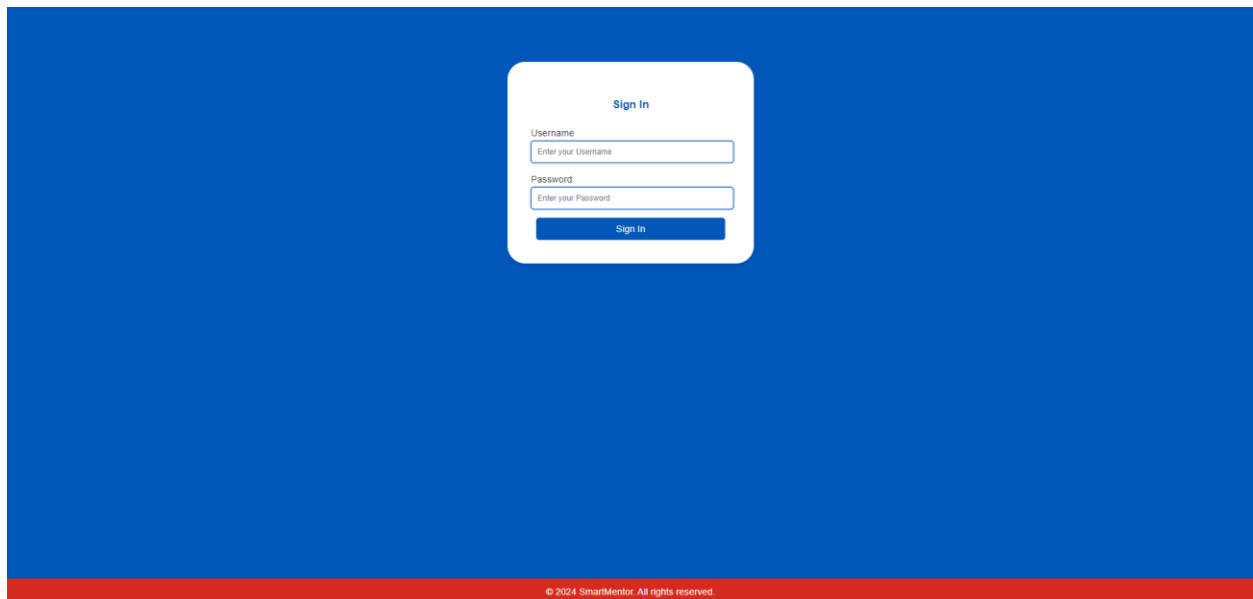 Sign In
Username
Enter your Username
Password
Enter your Password
Sign In
© 2024 SmartMentor. All rights reserved.